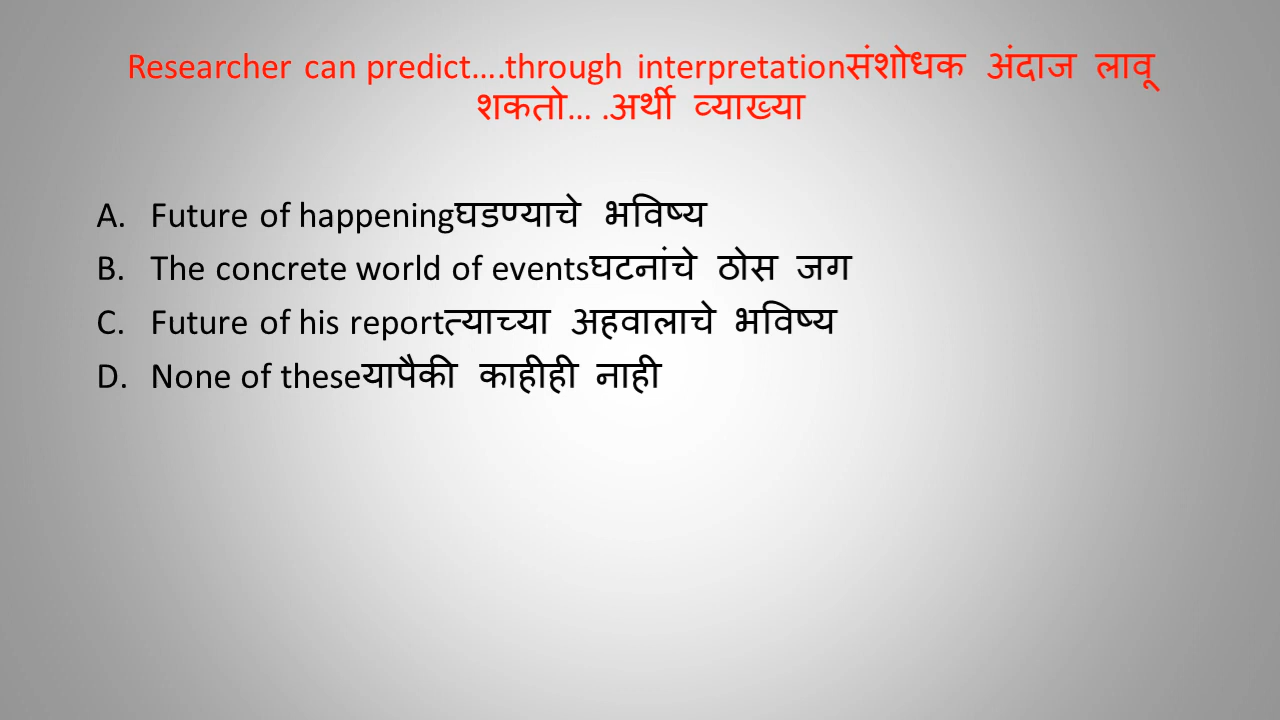 Researcher can predict....through interpretationसंशोधक अंदाज लावू
शकतो... .अर्थी व्याख्या
A. Future of happeningघडण्याचे भविष्य
B. The concrete world of eventsघटनांचे ठोस जग
C. Future of his reportत्याच्या अहवालाचे भविष्य
D. None of theseयापैकी काहीही नाही